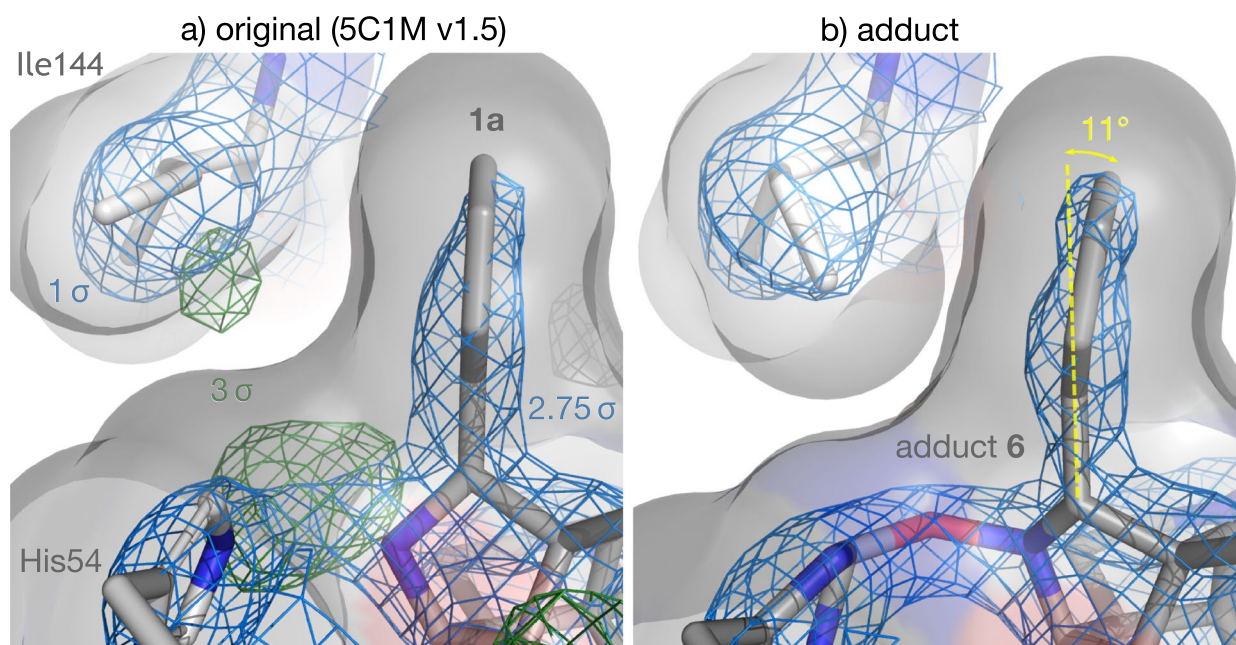 a) original (5C1M v1.5)
b) adduct
Ile144
1a
11°
1 σ
3 σ
2.75 σ
adduct 6
His54